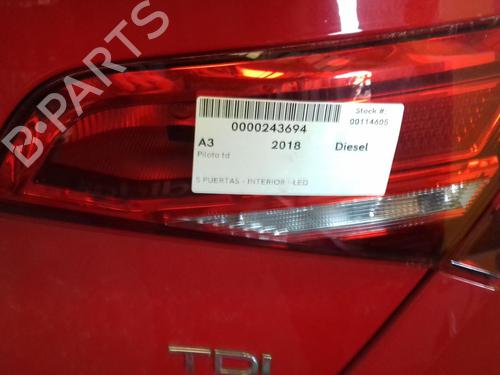 B-PARTS
0000243694
Stock #:
00114605
A3 2018 Diesel
Piloto td
5 PUERTAS - INTERIOR - LED
TDI